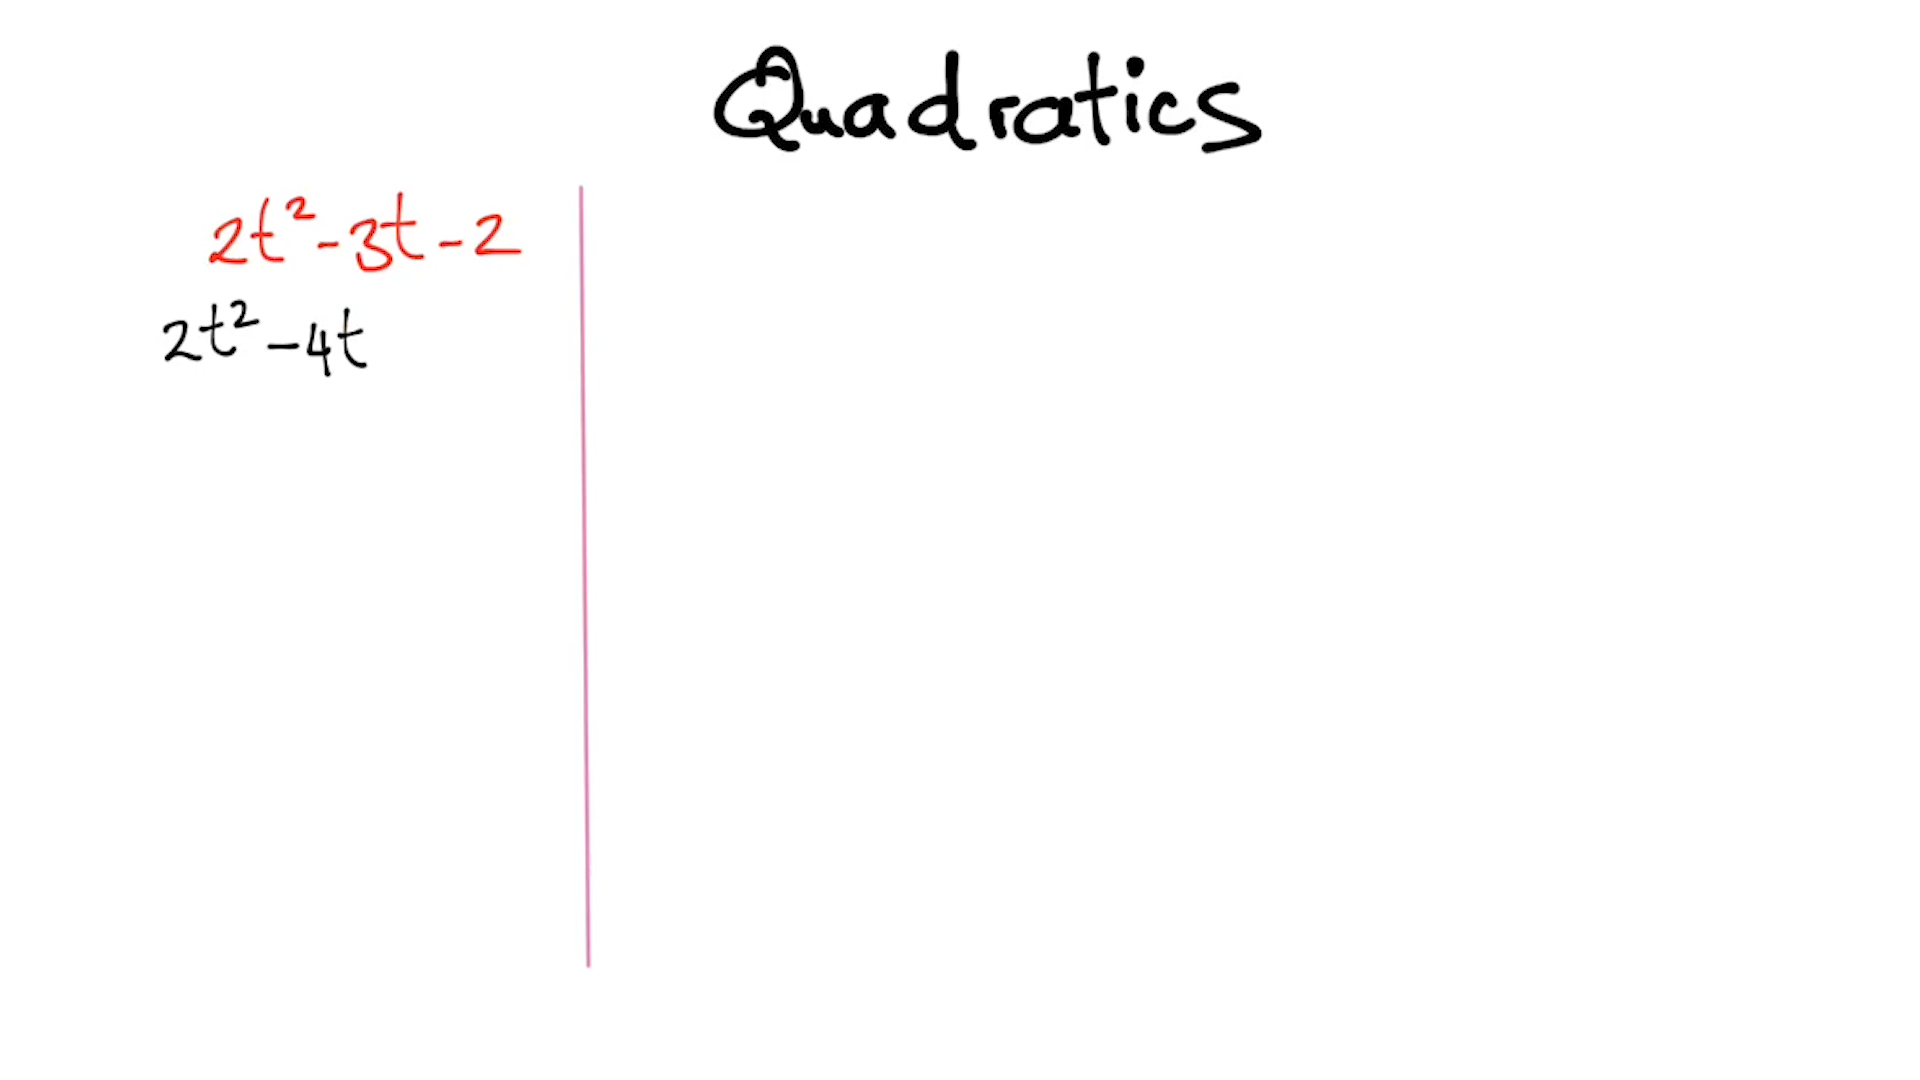 Quadratics
2t² - 3t - 2
2t² - 4t